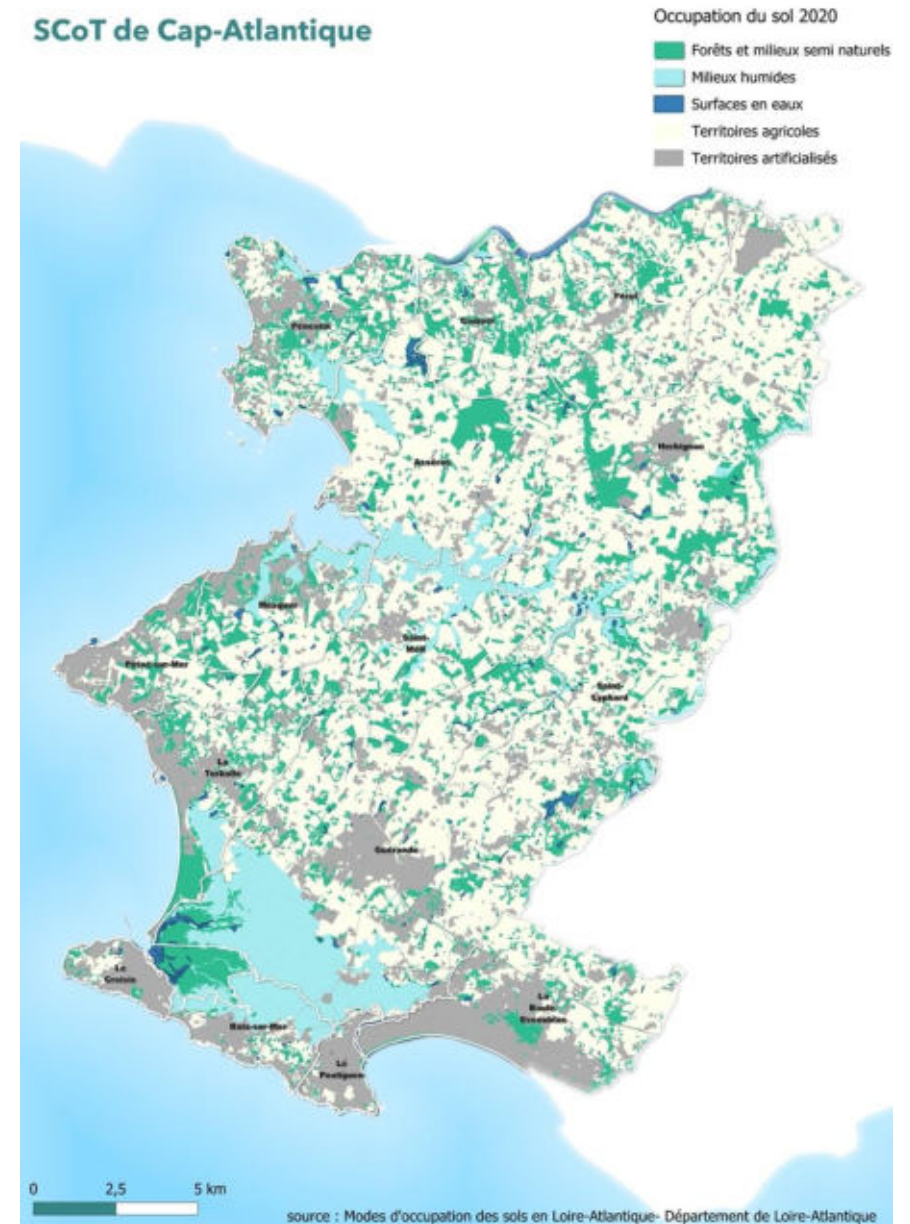 SCoT de Cap-Atlantique
Occupation du sol 2020
Forêts et milieux semi naturels
Milieux humides
Surfaces en eaux
Territoires agricoles
Territoires artificialisés
Pénestin
Camoël
Férel
Herbignac
Assérac
Mesquer
Saint-
Molf
Piriac-sur-Mer
Saint-
Lyphard
La
Turballe
Guérande
Le
Croisic
Batz-sur-Mer
La
Baule
Escoublac
Le
Pouliguen
0 2,5 5 km
source : Modes d'occupation des sols en Loire-Atlantique- Département de Loire-Atlantique